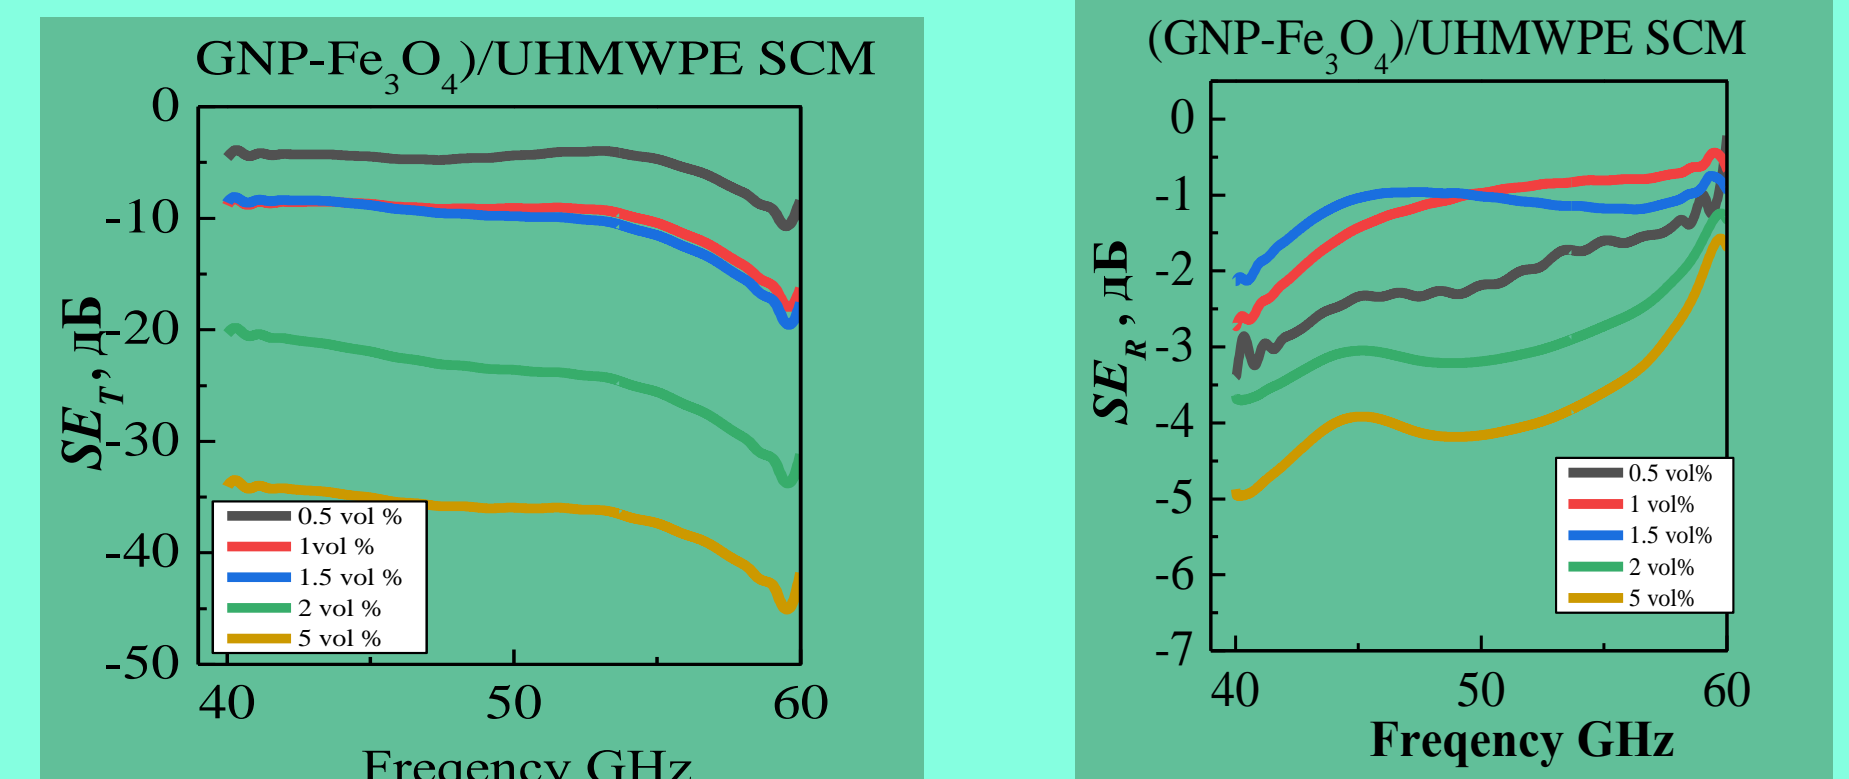 GNP-Fe₃O₄)/UHMWPE SCM
0
-10
-20
-30
-40
-50
SE_T, дБ
0.5 vol %
1vol %
1.5 vol %
2 vol %
5 vol %
40 50 60
Freqency GHz
(GNP-Fe₃O₄)/UHMWPE SCM
0
-1
-2
-3
-4
-5
-6
-7
SE_R, дБ
0.5 vol%
1 vol%
1.5 vol%
2 vol%
5 vol%
40 50 60
Freqency GHz